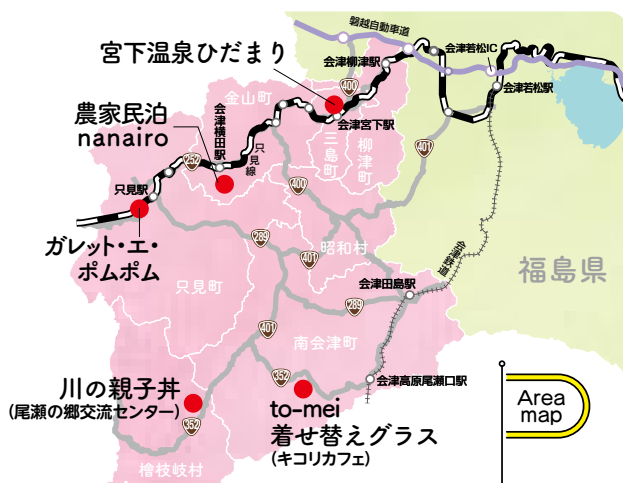 磐越自動車道
会津若松IC
宮下温泉ひだまり
会津柳津駅
400
会津若松駅
金山町
農家民泊
nanairo
会津横田駅
会津宮下駅
三島町
柳津町
只見線
252
401
只見駅
400
ガレット・エ・
ポムポム
289
401
昭和村
会津鉄道
福島県
只見町
会津田島駅
289
401
南会津町
352
会津高原尾瀬口駅
川の親子丼
(尾瀬の郷交流センター)
352
to-mei
着せ替えグラス
(キコリカフェ)
檜枝岐村
Area
map